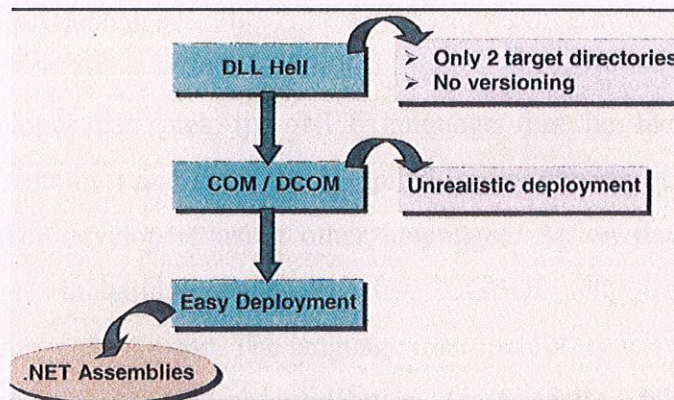 DLL Hell
➢ Only 2 target directories
➢ No versioning
COM / DCOM
Unrealistic deployment
Easy Deployment
.NET Assemblies